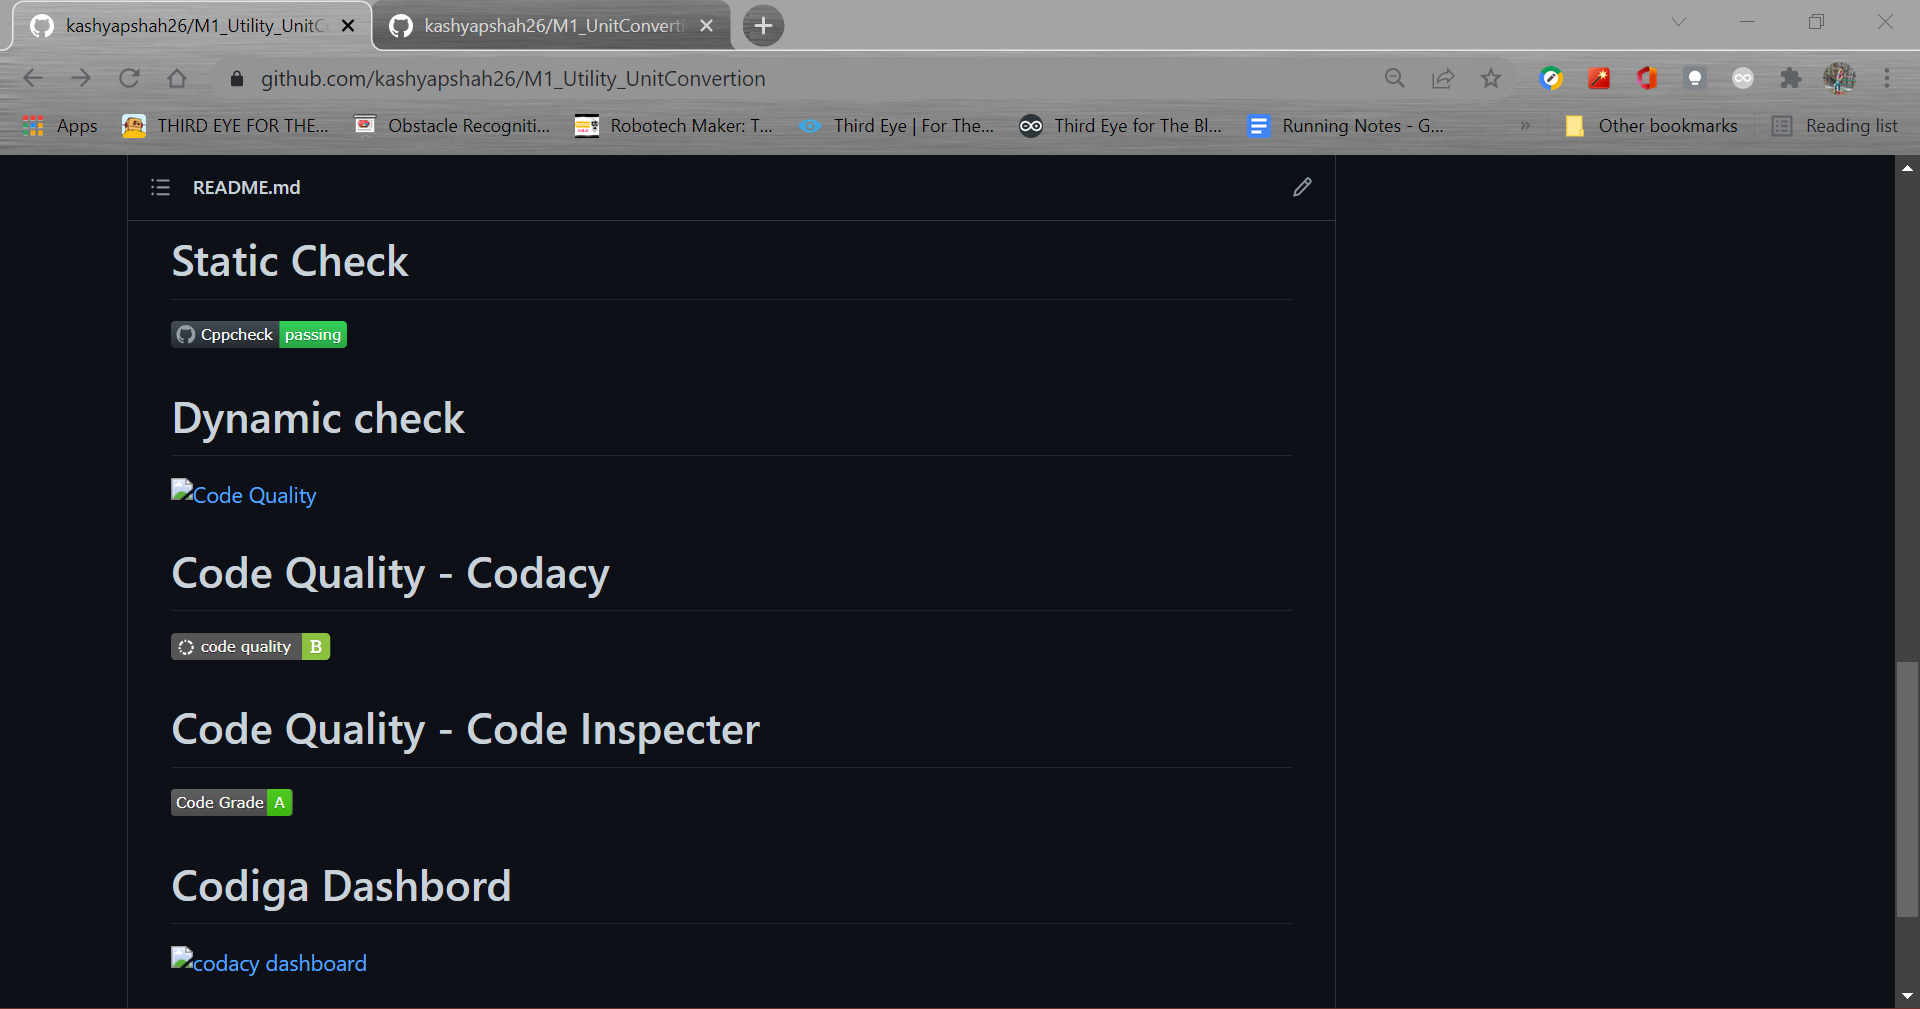 kashyapshah26/M1_Utility_UnitC
kashyapshah26/M1_UnitConverti
github.com/kashyapshah26/M1_Utility_UnitConvertion
Apps
THIRD EYE FOR THE...
Obstacle Recogniti...
Robotech Maker: T...
Third Eye | For The...
Third Eye for The Bl...
Running Notes - G...
»
Other bookmarks
Reading list
README.md
Static Check
Cppcheck passing
Dynamic check
Code Quality
Code Quality - Codacy
code quality B
Code Quality - Code Inspecter
Code Grade A
Codiga Dashbord
codacy dashboard